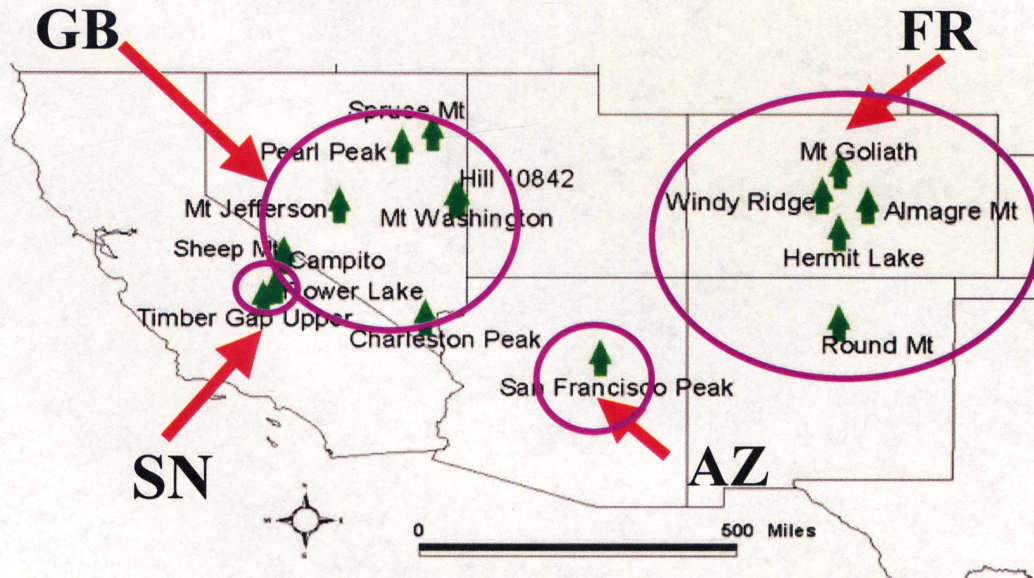 GB
FR
Spruce Mt
Pearl Peak
Mt Goliath
Hill 10842
Mt Jefferson
Mt Washington
Windy Ridge
Almagre Mt
Sheep Mt
Campito
Hermit Lake
Flower Lake
Timber Gap Upper
Charleston Peak
Round Mt
San Francisco Peak
SN
AZ
0
500 Miles